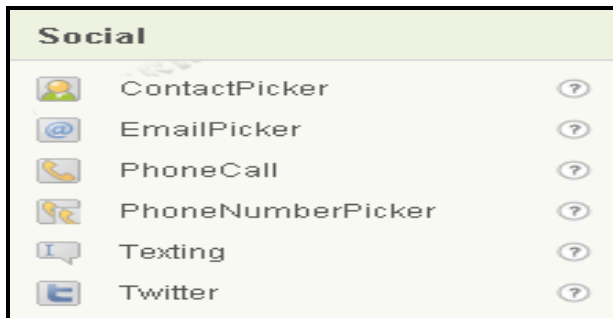 Social
ContactPicker ?
EmailPicker ?
PhoneCall ?
PhoneNumberPicker ?
Texting ?
Twitter ?